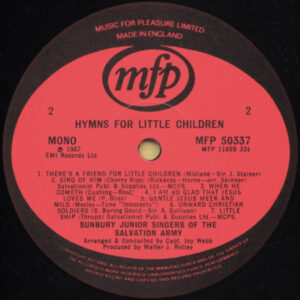 MUSIC FOR PLEASURE LIMITED
MADE IN ENGLAND
mfp
2
2
HYMNS FOR LITTLE CHILDREN
MONO
MFP 50337
℗ 1967
MFP 11688 331
EMI Records Ltd.
1. THERE'S A FRIEND FOR LITTLE CHILDREN (Midlane—Sir. J Stainer)
2. SING OF HIM (Cherry Ripe) (Rickards - Horne—arr. Skinner)
Salvationist Publ. & Supplies Ltd.—MCPS. 3. WHEN HE
COMETH (Cushing—Rou) 4. I AM SO GLAD THAT JESUS
LOVES ME (P. Bliss) 5. GENTLE JESUS MEEK AND
MILD (Wesley—Tune "Innocents"). 6. ONWARD CHRISTIAN
SOLDIERS (S. Baring Gould - Sir. A. Sullivan) 7. LITTLE
SHIP (Thrupp) Salvationist Publ. & Supplies Ltd—MCPS.
SUNBURY JUNIOR SINGERS OF THE
SALVATION ARMY
Arranged & Conducted by Capt. Joy Webb
Produced by Walter J. Ridley